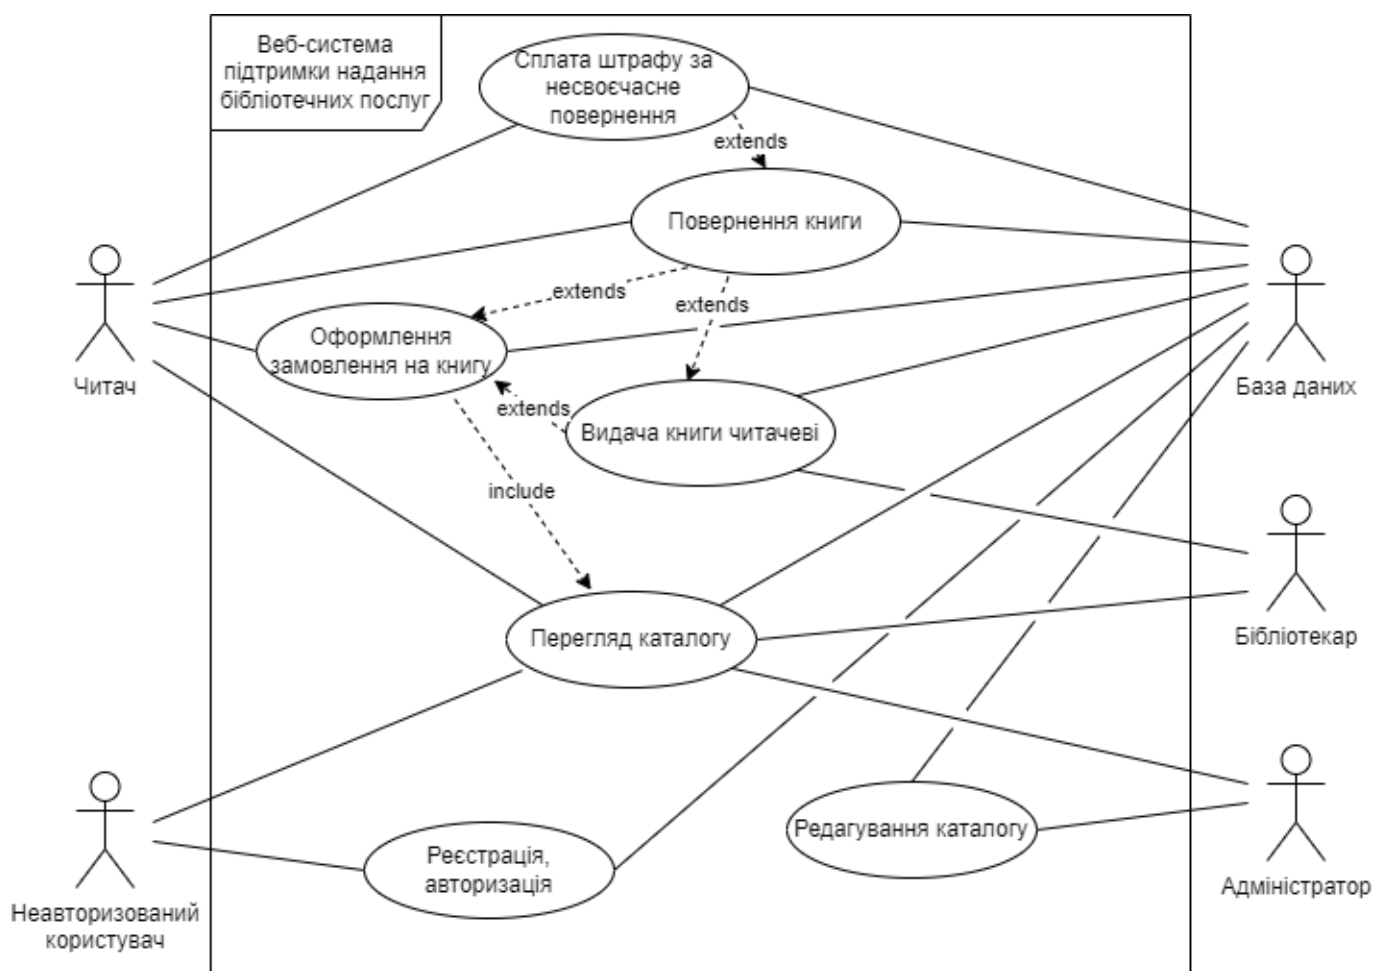 Веб-система
підтримки надання
бібліотечних послуг
Сплата штрафу за
несвоєчасне
повернення
extends
Повернення книги
extends
extends
Читач
Оформлення
замовлення на книгу
База даних
extends
Видача книги читачеві
include
Перегляд каталогу
Бібліотекар
Редагування каталогу
Реєстрація,
авторизація
Адміністратор
Неавторизований
користувач